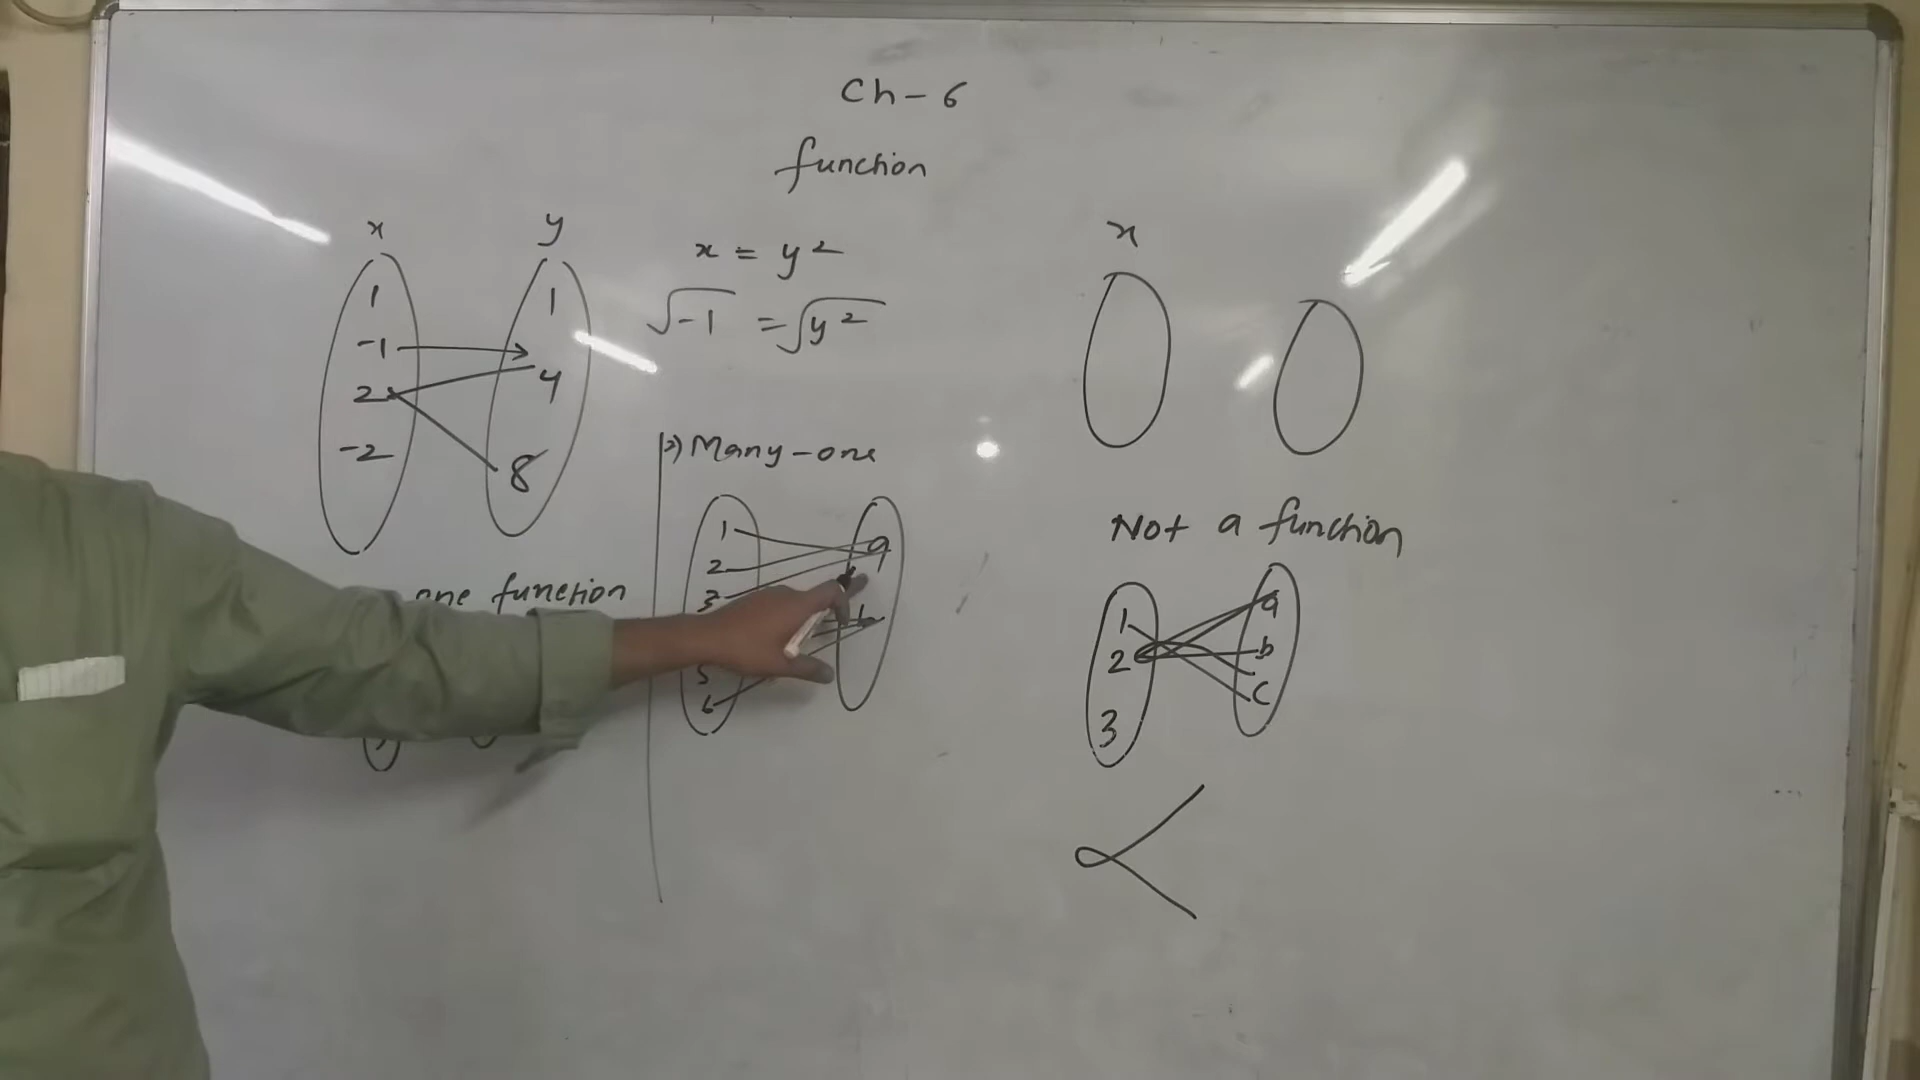 Ch - 6
function
x y
1 1
-1
2 4
-2
8
x = y²
√-1 = √y²
one function
2) Many-one
1 a
2
3
b
5
6
x
Not a function
1 a
2 b
c
3